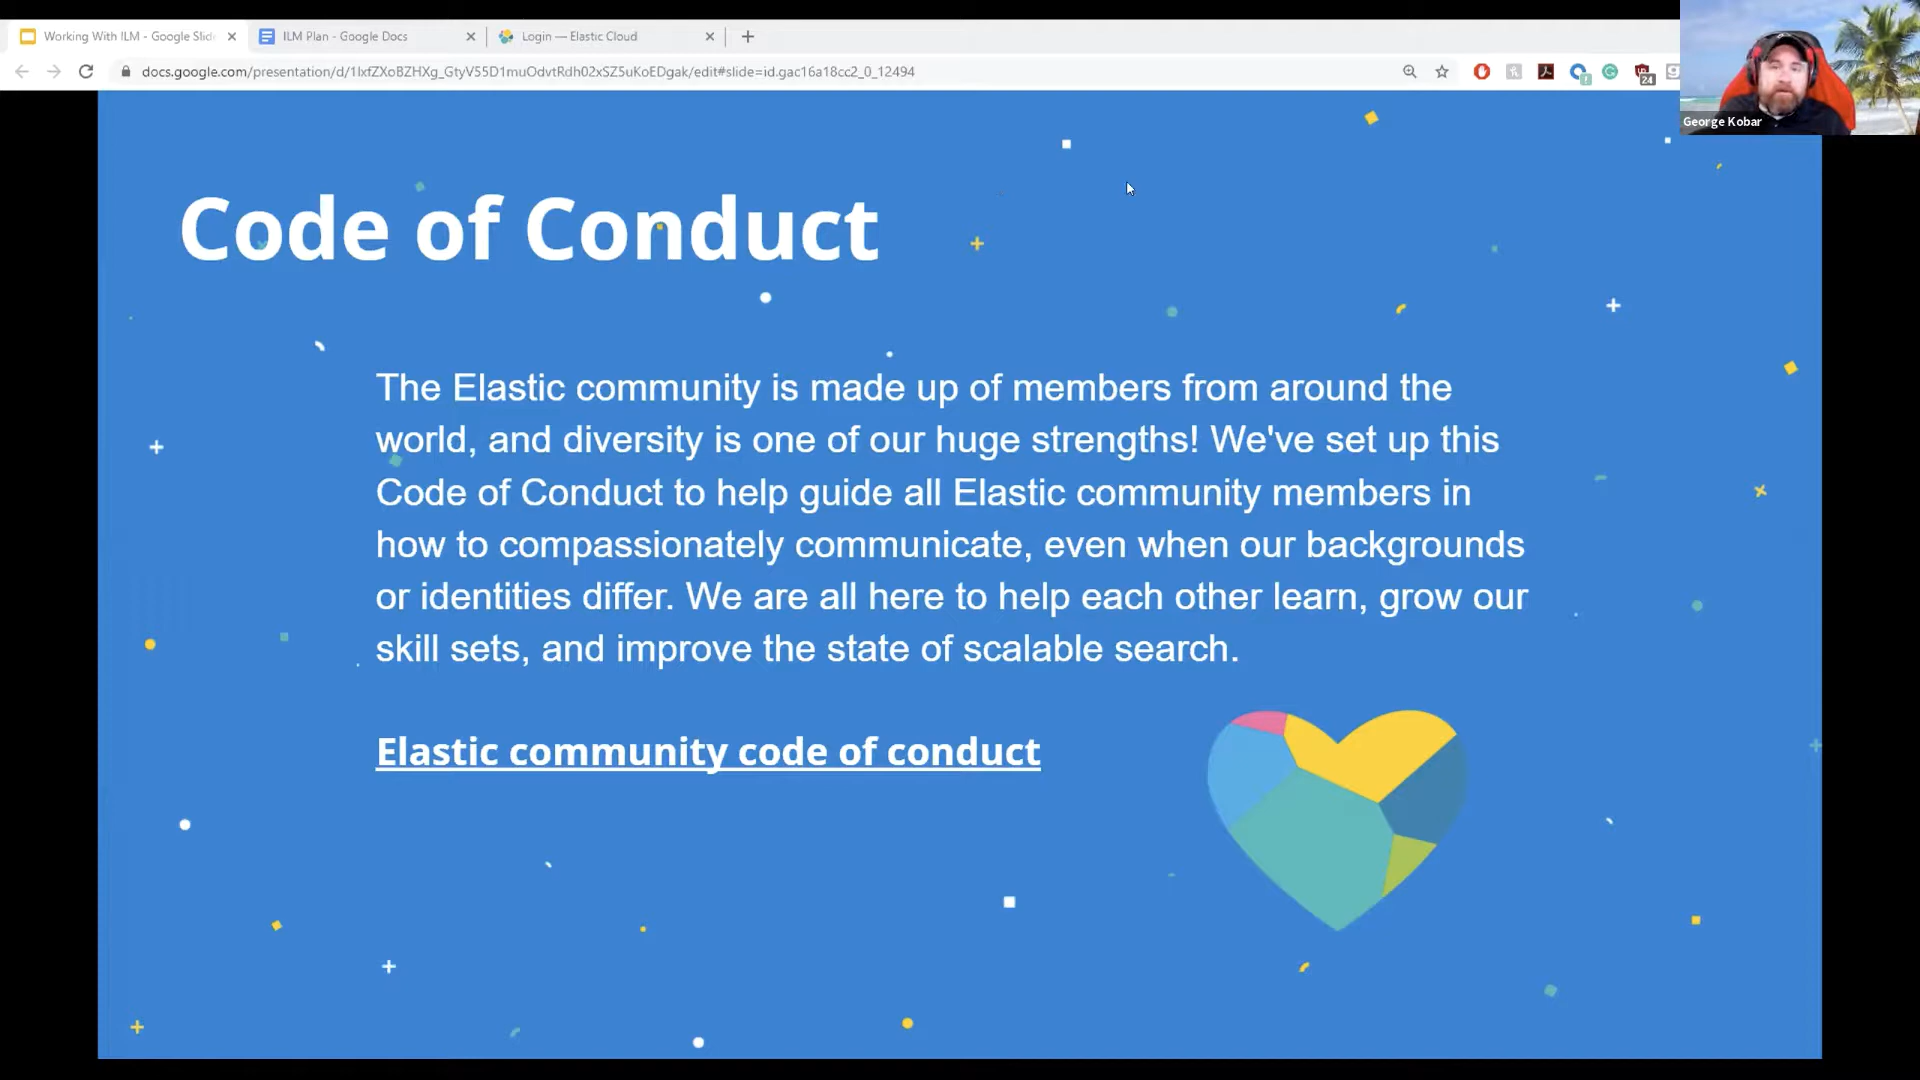 Working With ILM - Google Slid
ILM Plan - Google Docs
Login — Elastic Cloud
docs.google.com/presentation/d/1lxfZXoBZHXg_GtyV55D1muOdvtRdh02xSZ5uKoEDgak/edit#slide=id.gac16a18cc2_0_12494
24
George Kobar
Code of Conduct
The Elastic community is made up of members from around the
world, and diversity is one of our huge strengths! We've set up this
Code of Conduct to help guide all Elastic community members in
how to compassionately communicate, even when our backgrounds
or identities differ. We are all here to help each other learn, grow our
skill sets, and improve the state of scalable search.
Elastic community code of conduct